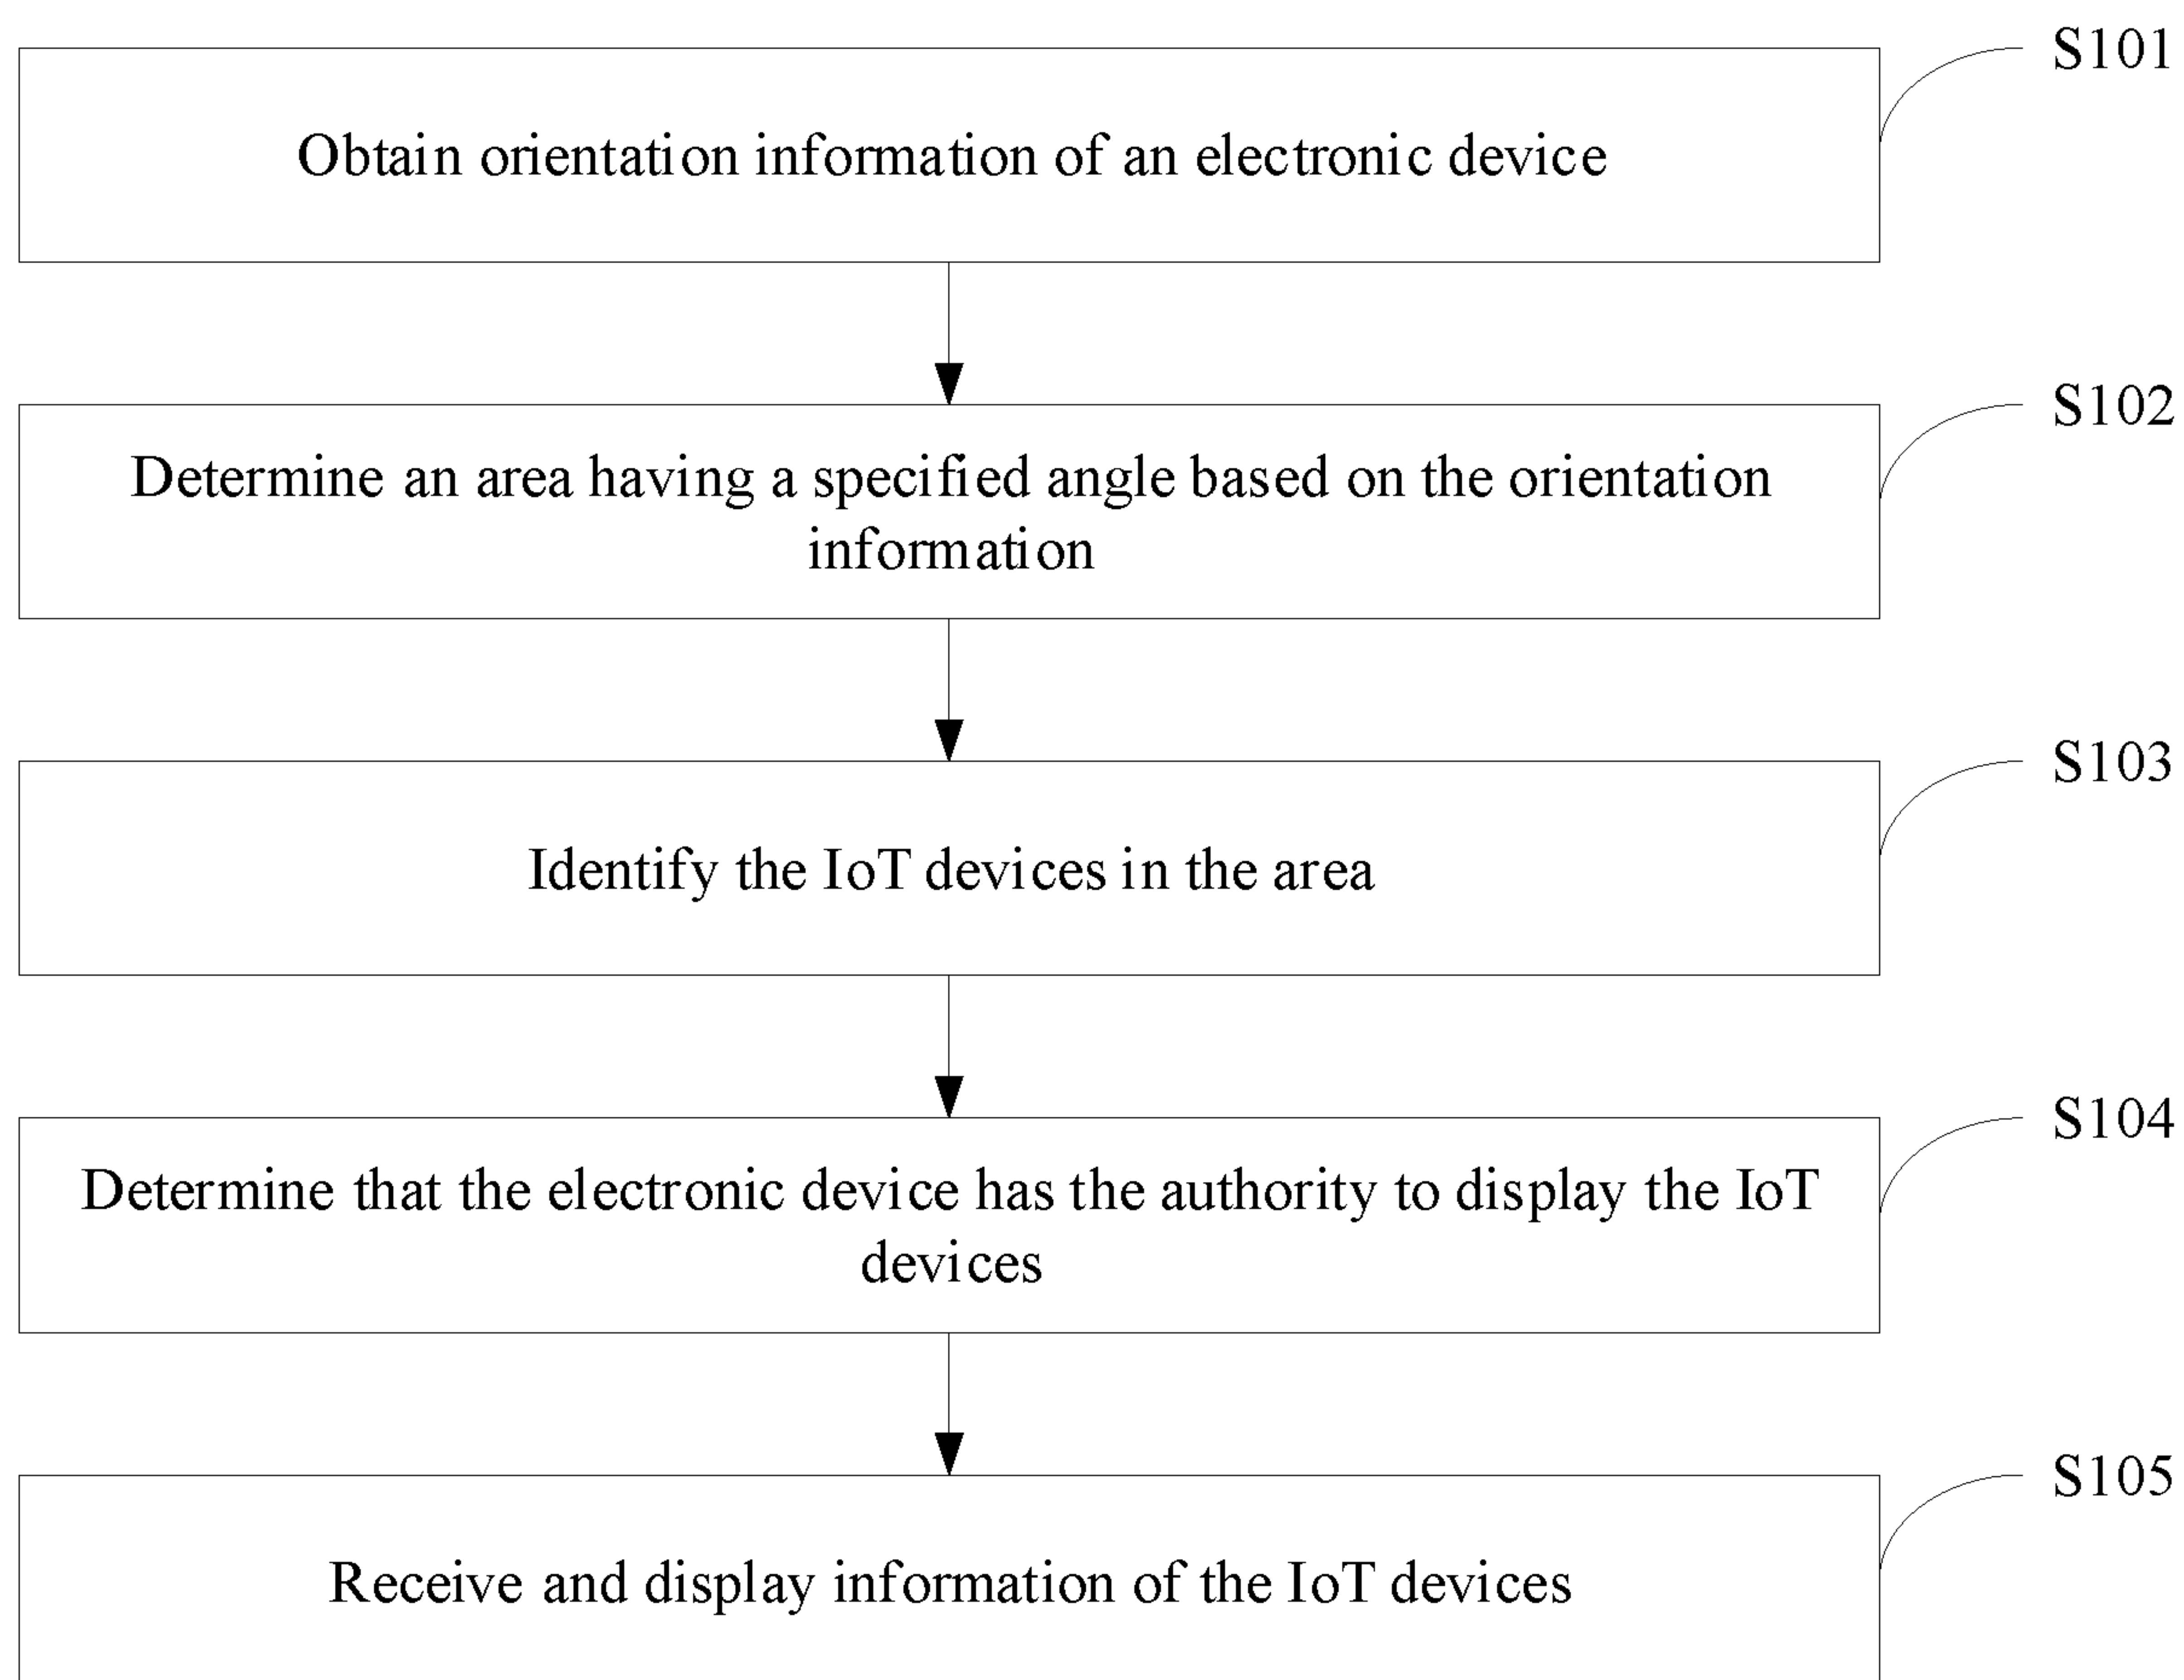 S101
Obtain orientation information of an electronic device
S102
Determine an area having a specified angle based on the orientation
information
S103
Identify the IoT devices in the area
S104
Determine that the electronic device has the authority to display the IoT
devices
S105
Receive and display information of the IoT devices